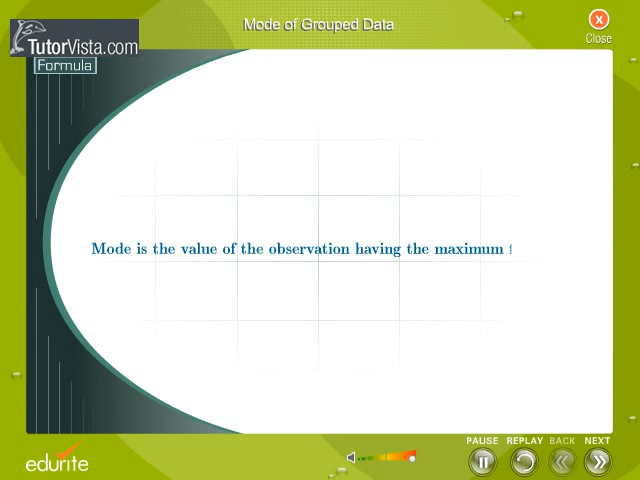 Mode of Grouped Data
X
Close
TutorVista.com
Formula
Mode is the value of the observation having the maximum
PAUSE REPLAY BACK NEXT
edurite